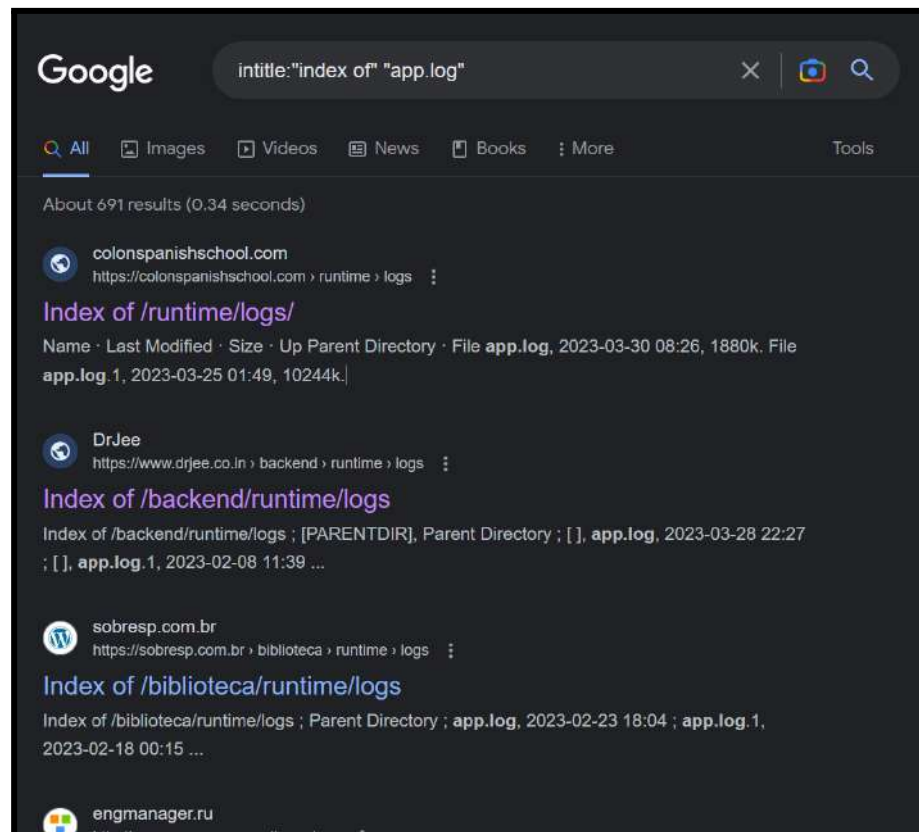 Google
intitle:"index of" "app.log"
All Images Videos News Books More Tools
About 691 results (0.34 seconds)
colonspanishschool.com
https://colonspanishschool.com › runtime › logs
Index of /runtime/logs/
Name · Last Modified · Size · Up Parent Directory · File app.log, 2023-03-30 08:26, 1880k. File
app.log.1, 2023-03-25 01:49, 10244k.
DrJee
https://www.drjee.co.in › backend › runtime › logs
Index of /backend/runtime/logs
Index of /backend/runtime/logs ; [PARENTDIR], Parent Directory ; [ ], app.log, 2023-03-28 22:27
; [ ], app.log.1, 2023-02-08 11:39 ...
sobresp.com.br
https://sobresp.com.br › biblioteca › runtime › logs
Index of /biblioteca/runtime/logs
Index of /biblioteca/runtime/logs ; Parent Directory ; app.log, 2023-02-23 18:04 ; app.log.1,
2023-02-18 00:15 ...
engmanager.ru